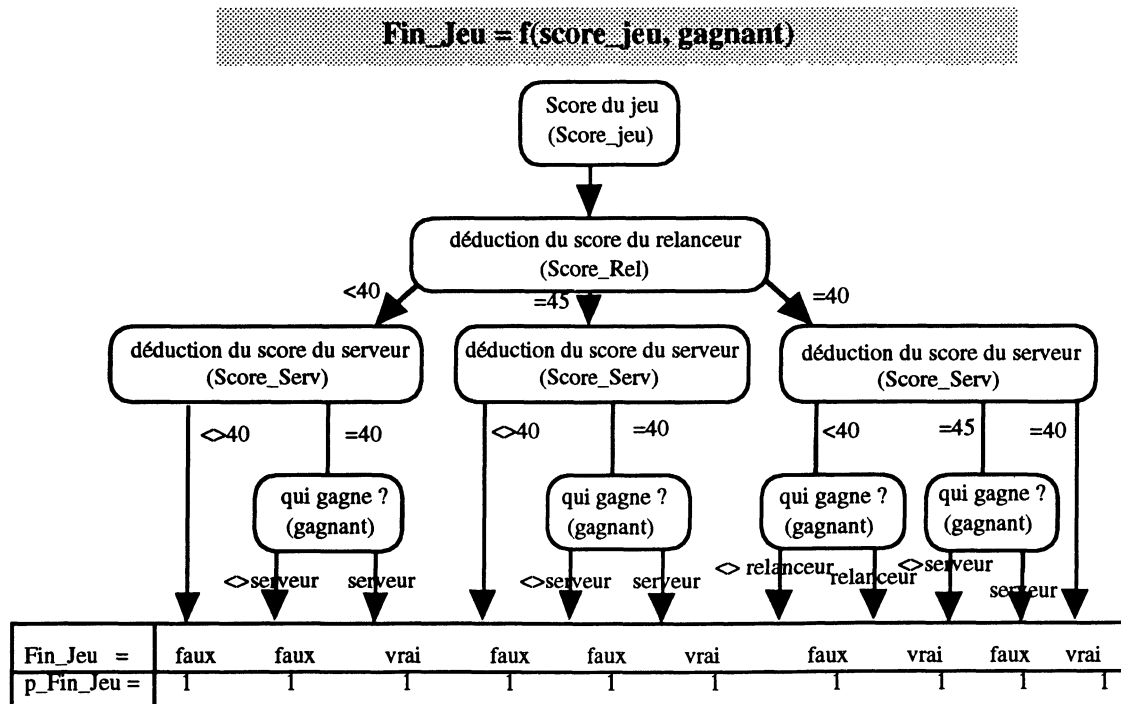 Fin_Jeu = f(score_jeu, gagnant)
Score du jeu
(Score_jeu)
déduction du score du relanceur
(Score_Rel)
<40
=45
=40
déduction du score du serveur
(Score_Serv)
déduction du score du serveur
(Score_Serv)
déduction du score du serveur
(Score_Serv)
<>40
=40
<>40
=40
<40
=45
=40
qui gagne ?
(gagnant)
qui gagne ?
(gagnant)
qui gagne ?
(gagnant)
qui gagne ?
(gagnant)
<>serveur
serveur
<>serveur
serveur
<> relanceur
relanceur
<>serveur
serveur
Fin_Jeu = faux faux vrai faux faux vrai faux vrai faux vrai
p_Fin_Jeu = 1 1 1 1 1 1 1 1 1 1